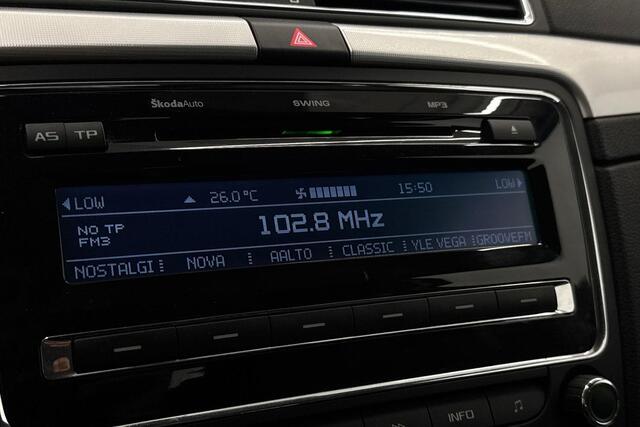 ŠkodaAuto SWING MP3
AS TP
LOW 26.0°C 15:50 LOW
NO TP
FM3
102.8 MHz
NOSTALGI NOVA AALTO CLASSIC YLE VEGA GROOVEFM
INFO